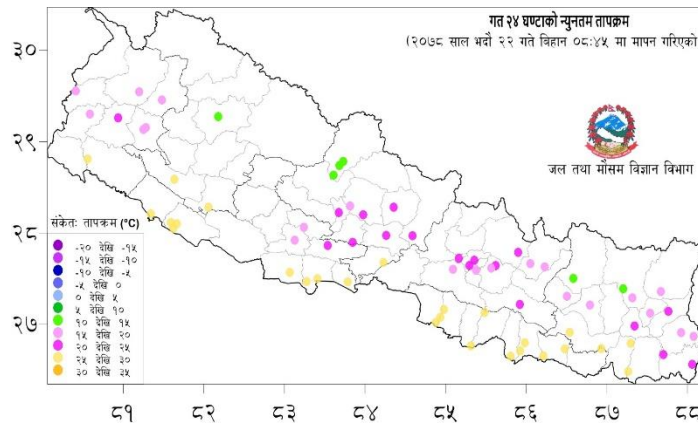 गत २४ घण्टाको न्युनतम तापक्रम
(२०७८ साल भदौ २२ गते बिहान ०८:४५ मा मापन गरिएको
जल तथा मौसम विज्ञान विभाग
३०
२९
२८
२७
संकेतः तापक्रम (°C)
-२० देखि -१५
-१५ देखि -१०
-१० देखि -५
-५ देखि ०
० देखि ५
५ देखि १०
१० देखि १५
१५ देखि २०
२० देखि २५
२५ देखि ३०
३० देखि ३५
८१ ८२ ८३ ८४ ८५ ८६ ८७ ८८